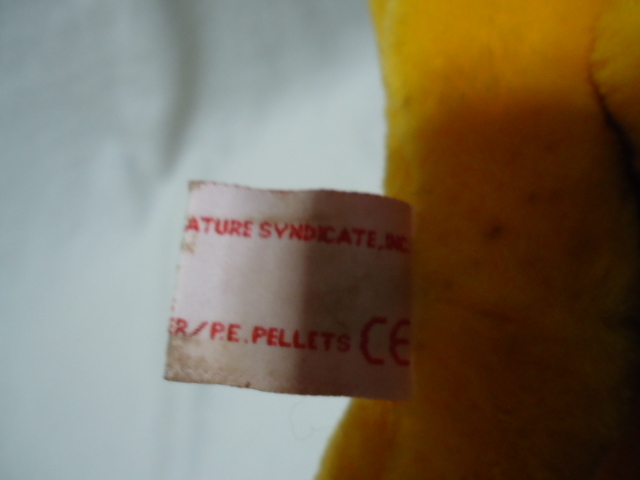 ATURE SYNDICATE, INC
ER/P.E. PELLETS CE